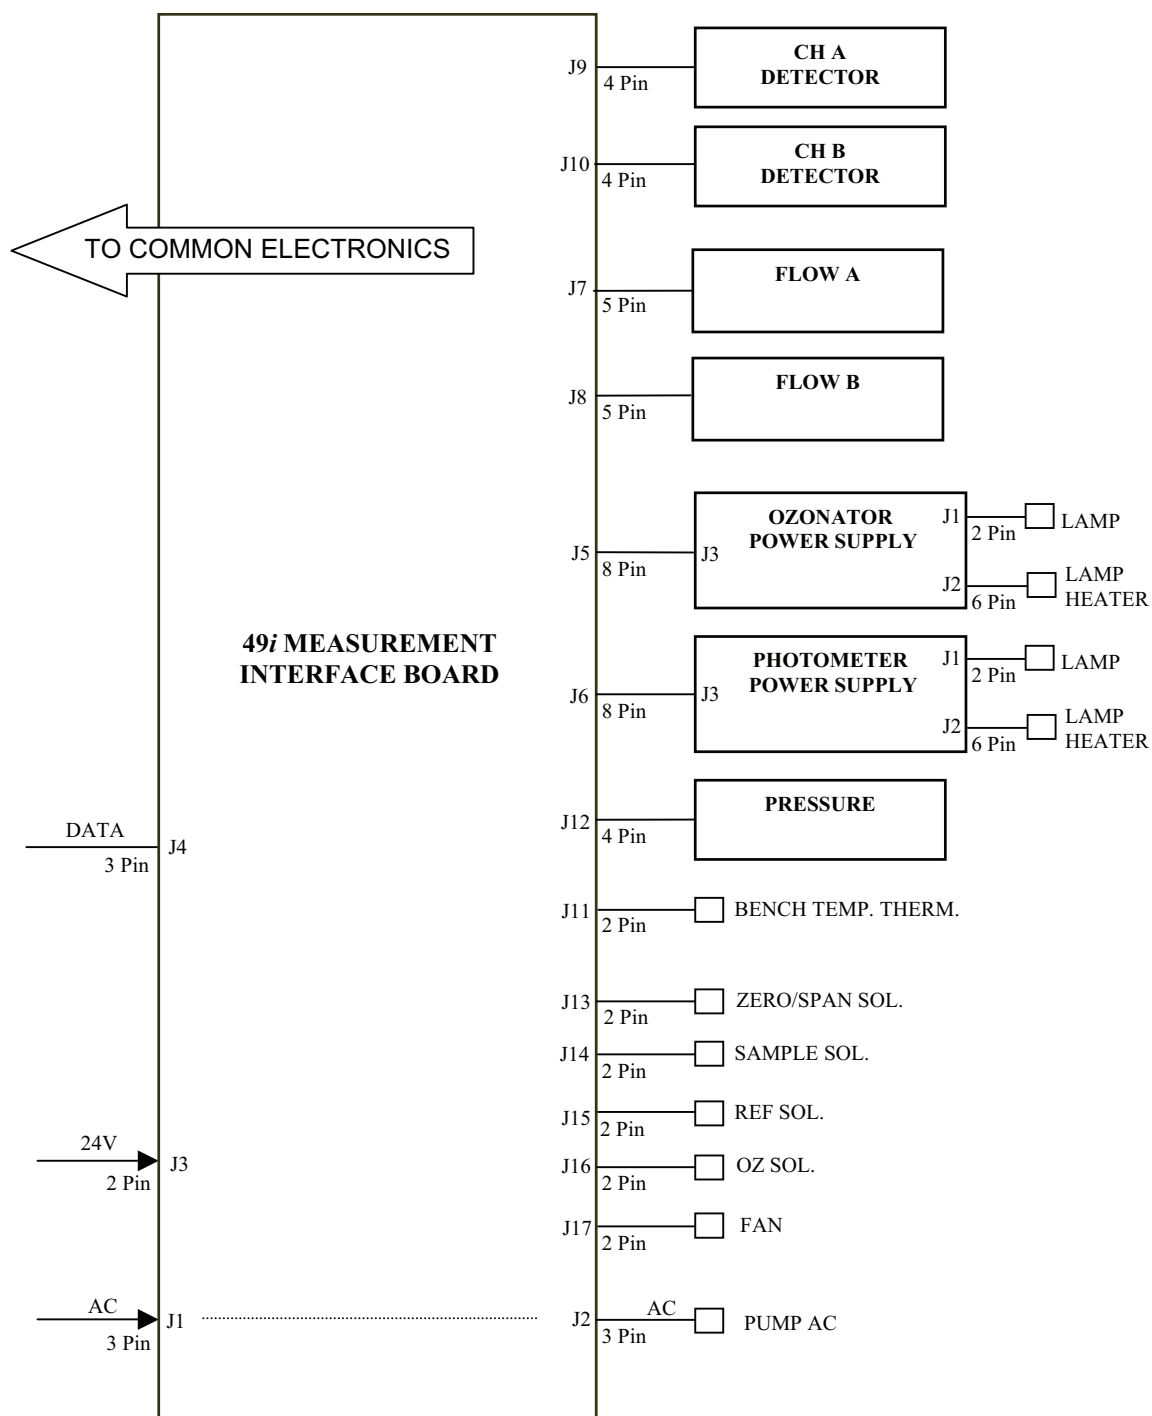 J9
4 Pin
CH A
DETECTOR
J10
4 Pin
CH B
DETECTOR
TO COMMON ELECTRONICS
J7
5 Pin
FLOW A
J8
5 Pin
FLOW B
J5
8 Pin
J3
OZONATOR
POWER SUPPLY
J1
2 Pin
LAMP
J2
6 Pin
LAMP
HEATER
49i MEASUREMENT
INTERFACE BOARD
J6
8 Pin
J3
PHOTOMETER
POWER SUPPLY
J1
2 Pin
LAMP
J2
6 Pin
LAMP
HEATER
J12
4 Pin
PRESSURE
DATA
3 Pin
J4
J11
2 Pin
BENCH TEMP. THERM.
J13
2 Pin
ZERO/SPAN SOL.
J14
2 Pin
SAMPLE SOL.
J15
2 Pin
REF SOL.
24V
2 Pin
J3
J16
2 Pin
OZ SOL.
J17
2 Pin
FAN
AC
3 Pin
J1
J2
AC
3 Pin
PUMP AC